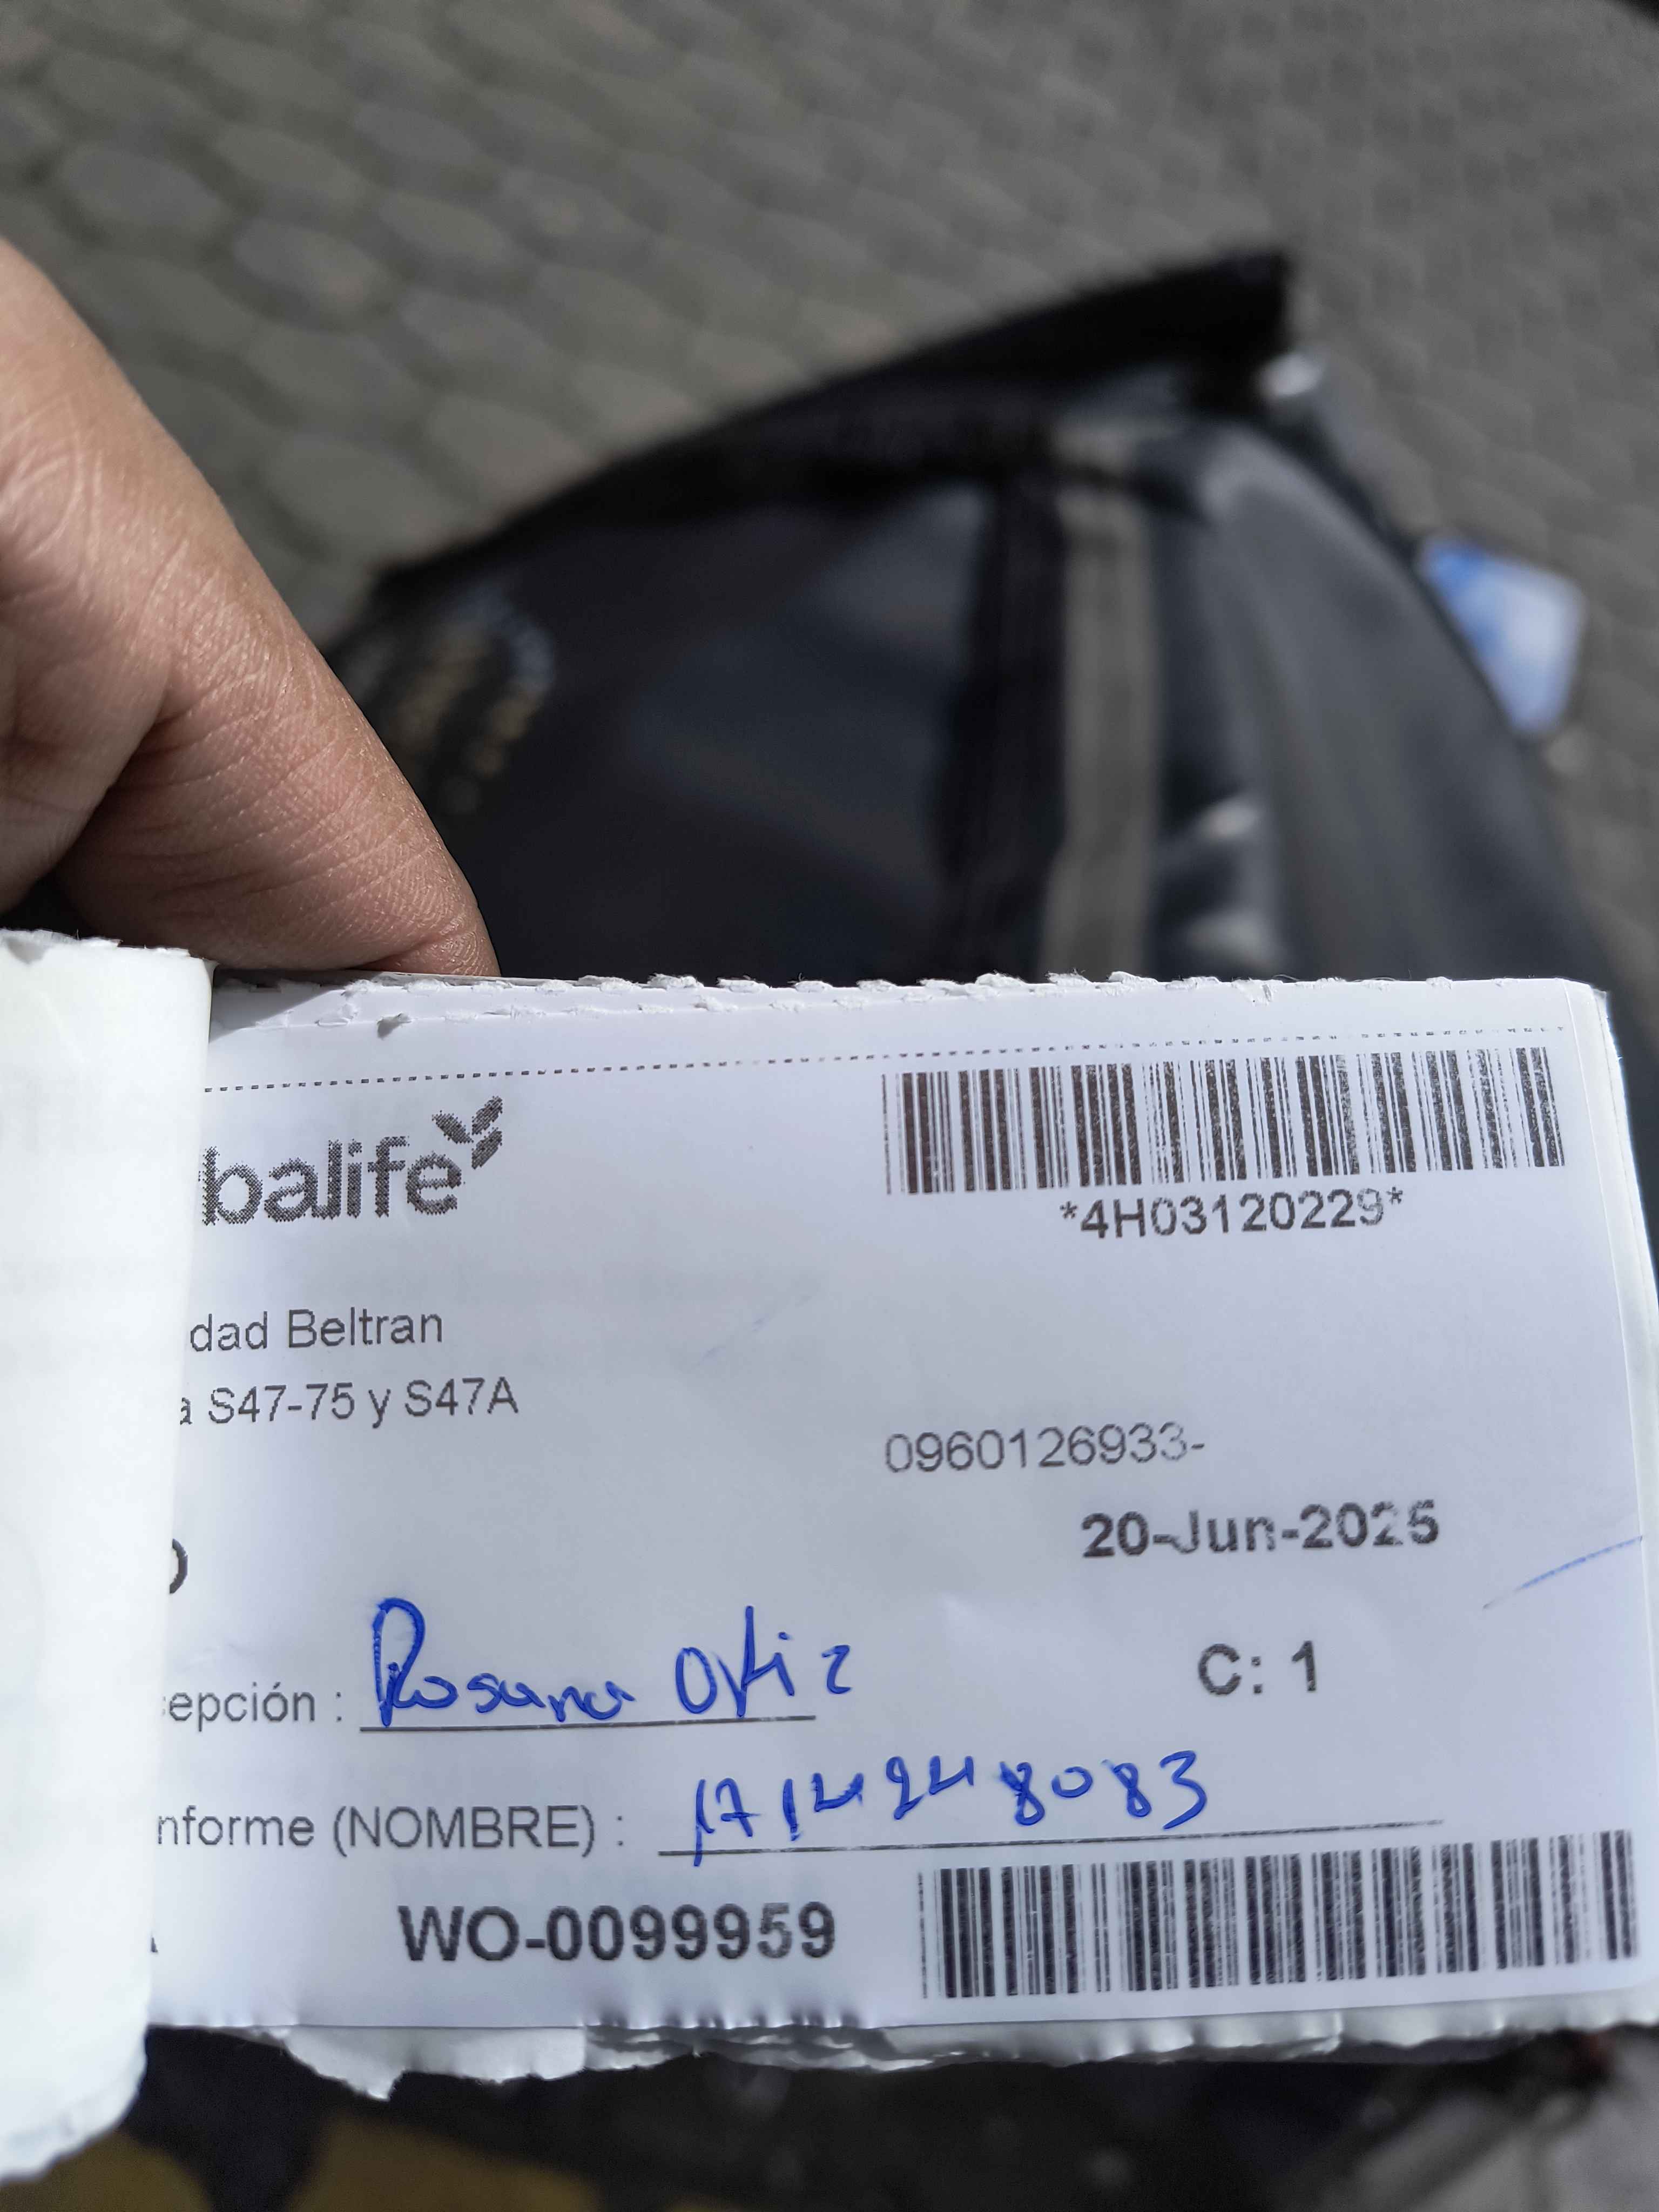 balife
*4H03120229*
dad Beltran
a S47-75 y S47A
0960126933-
20-Jun-2025
epción : Rosana Ortiz
C: 1
nforme (NOMBRE) : 1714248083
WO-0099959